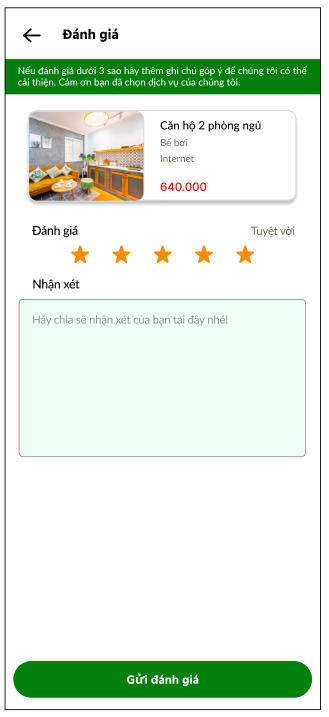 Đánh giá
Nếu đánh giá dưới 3 sao hãy thêm ghi chú góp ý để chúng tôi có thể
cải thiện. Cảm ơn bạn đã chọn dịch vụ của chúng tôi.
Căn hộ 2 phòng ngủ
Bể bơi
Internet
640.000
Đánh giá
Tuyệt vời
Nhận xét
Hãy chia sẽ nhận xét của bạn tại đây nhé!
Gửi đánh giá